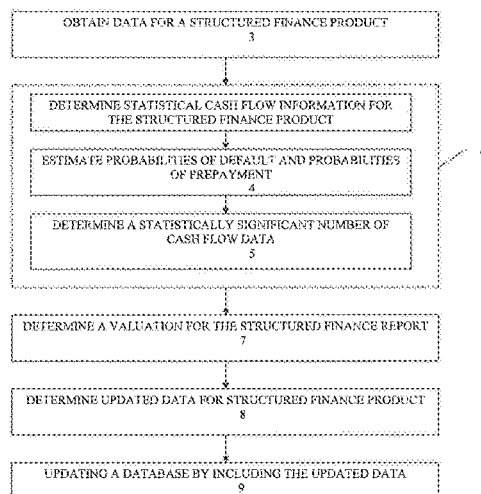 OBTAIN DATA FOR A STRUCTURED FINANCE PRODUCT
3
DETERMINE STATISTICAL CASH FLOW INFORMATION FOR
THE STRUCTURED FINANCE PRODUCT
ESTIMATE PROBABILITIES OF DEFAULT AND PROBABILITIES
OF PREPAYMENT
4
DETERMINE A STATISTICALLY SIGNIFICANT NUMBER OF
CASH FLOW DATA
5
DETERMINE A VALUATION FOR THE STRUCTURED FINANCE REPORT
7
DETERMINE UPDATED DATA FOR STRUCTURED FINANCE PRODUCT
8
UPDATING A DATABASE BY INCLUDING THE UPDATED DATA
9